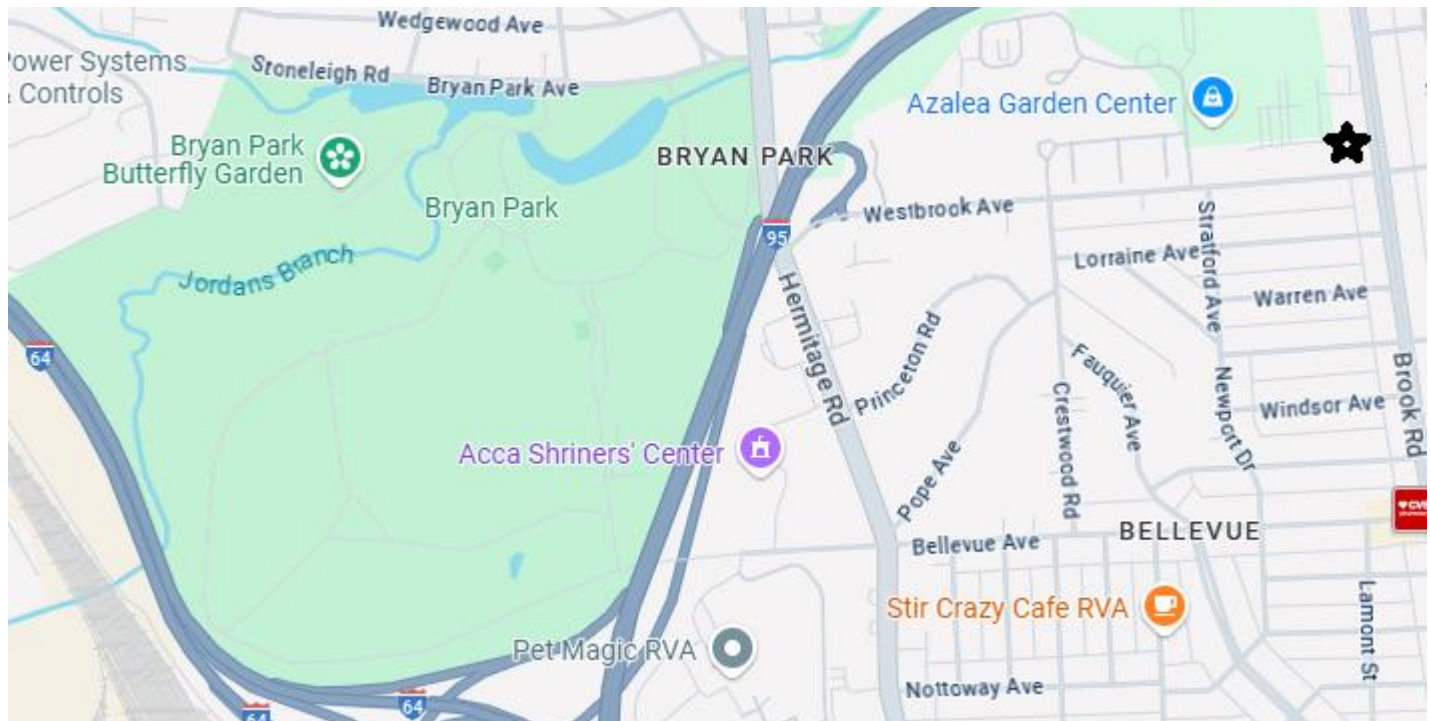 Wedgewood Ave
Power Systems
& Controls
Stoneleigh Rd
Bryan Park Ave
Azalea Garden Center
Bryan Park
Butterfly Garden
BRYAN PARK
Bryan Park
Westbrook Ave
95
Stratford Ave
Jordans Branch
Lorraine Ave
Warren Ave
Hermitage Rd
Princeton Rd
64
Fauquier Ave
Brook Rd
Crestwood Rd
Newport Dr
Windsor Ave
Acca Shriners' Center
Pope Ave
CVS
Bellevue Ave
BELLEVUE
Stir Crazy Cafe RVA
Lamont St
Pet Magic RVA
Nottoway Ave
64
64